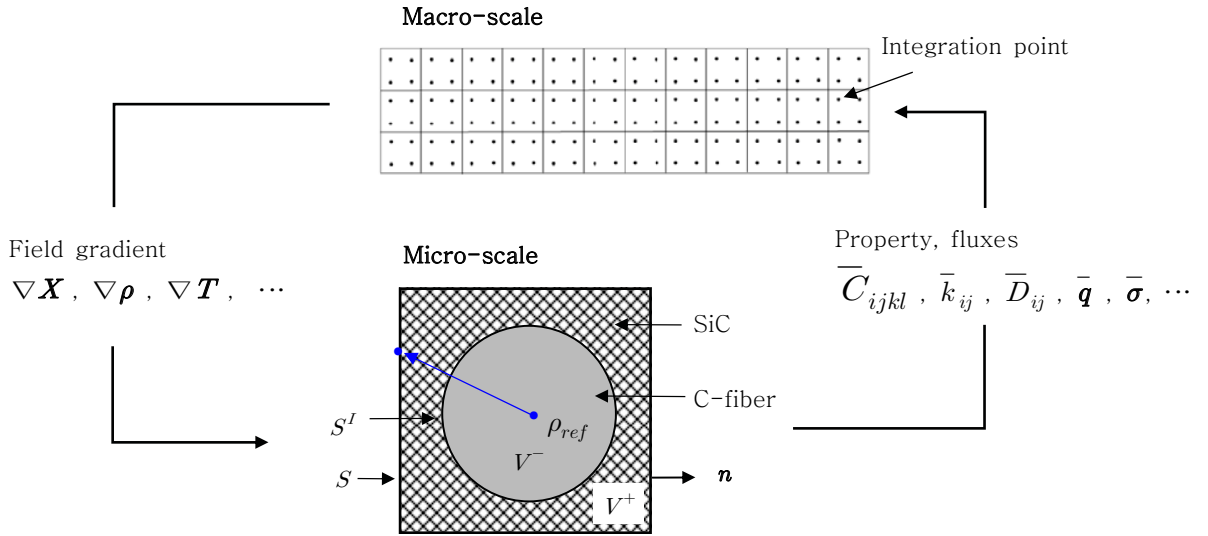 Macro-scale
Integration point
Field gradient
∇X , ∇ρ , ∇T , ⋯
Property, fluxes
C̅ijkl , k̅ij , D̅ij , q̅ , σ̅, ⋯
Micro-scale
SiC
C-fiber
ρref
S^I
V⁻
S
n
V⁺